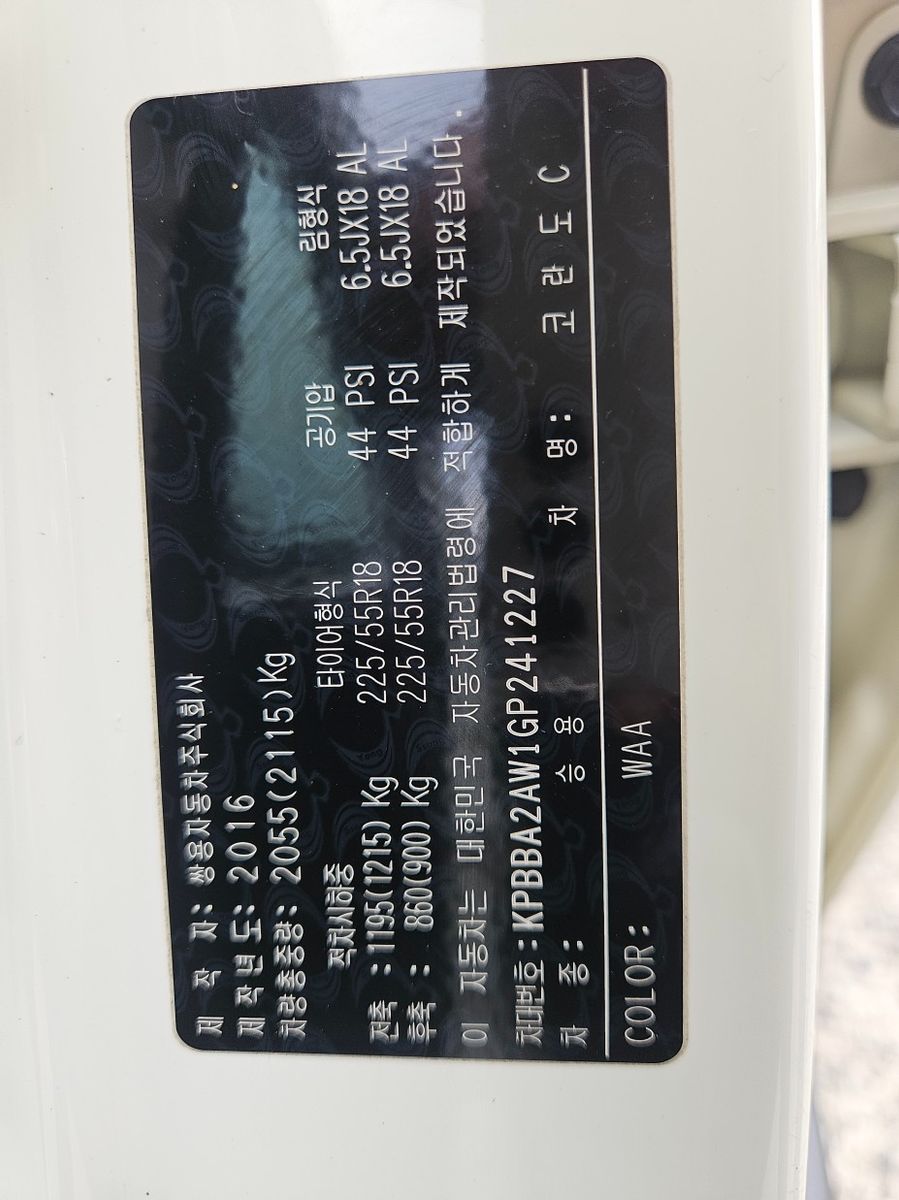 제 작 자: 쌍용자동차주식회사
제작년도: 2016
차량총중량: 2055(2115)Kg
적차시하중 타이어형식 공기압 림형식
전축 : 1195(1215) Kg 225/55R18 44 PSI 6.5JX18 AL
후축 : 860(900) Kg 225/55R18 44 PSI 6.5JX18 AL
이 자동차는 대한민국 자동차관리법령에 적합하게 제작되었습니다.
차대번호:KPBBA2AW1GP241227
차 종: 승 용 차 명: 코 란 도 C
COLOR: WAA